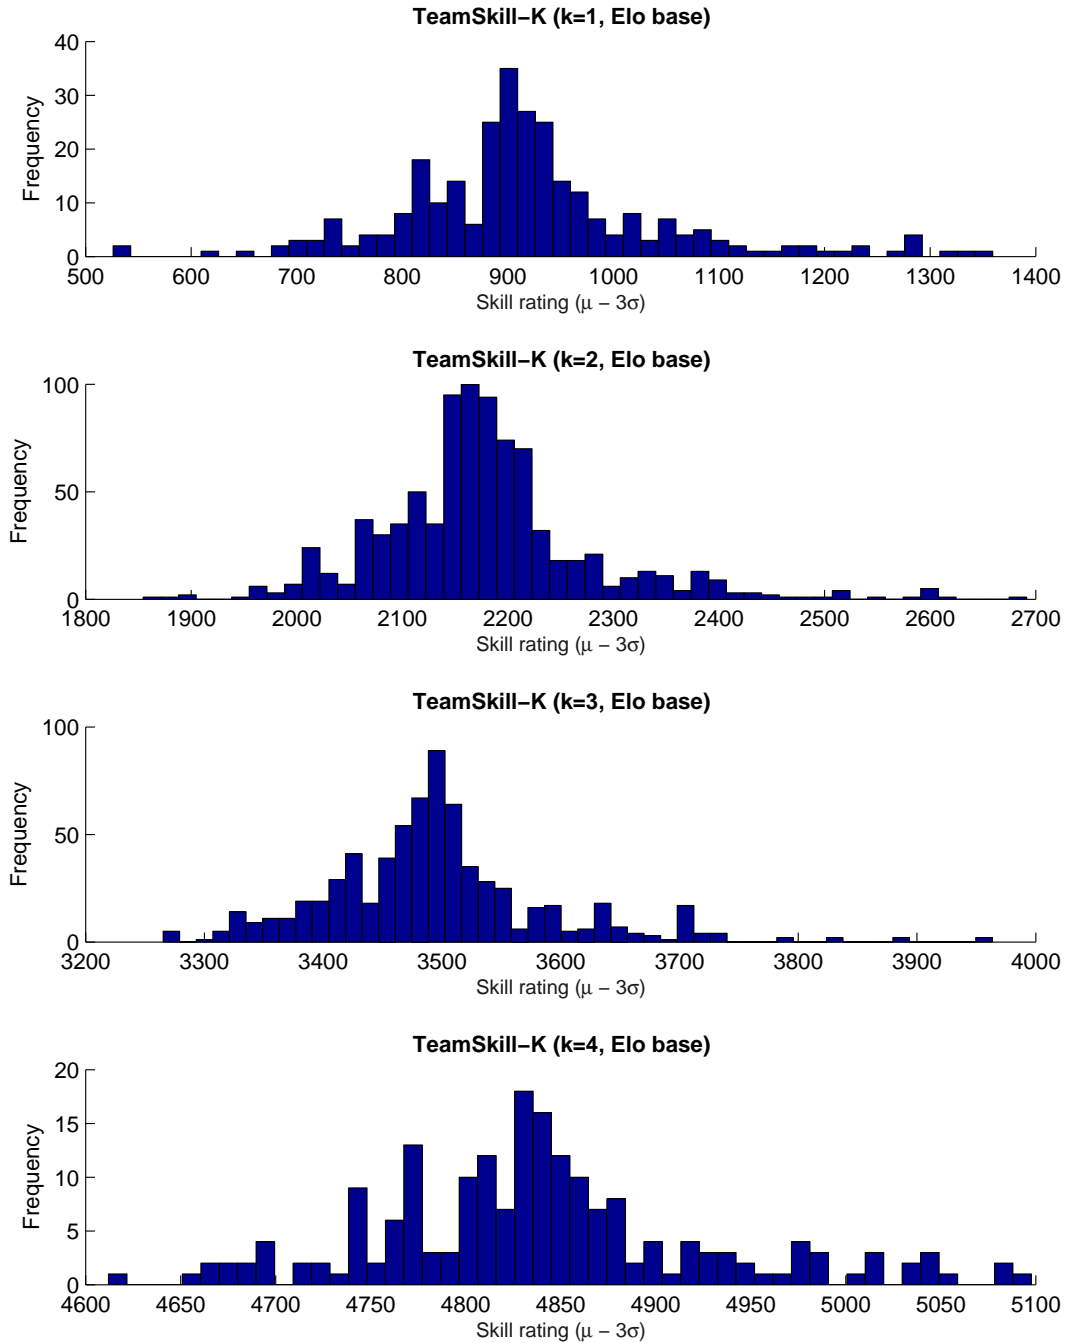 TeamSkill−K (k=1, Elo base)
40
30
20
10
0
Frequency
500 600 700 800 900 1000 1100 1200 1300 1400
Skill rating (μ − 3σ)
TeamSkill−K (k=2, Elo base)
100
50
0
Frequency
1800 1900 2000 2100 2200 2300 2400 2500 2600 2700
Skill rating (μ − 3σ)
TeamSkill−K (k=3, Elo base)
100
50
0
Frequency
3200 3300 3400 3500 3600 3700 3800 3900 4000
Skill rating (μ − 3σ)
TeamSkill−K (k=4, Elo base)
20
15
10
5
0
Frequency
4600 4650 4700 4750 4800 4850 4900 4950 5000 5050 5100
Skill rating (μ − 3σ)